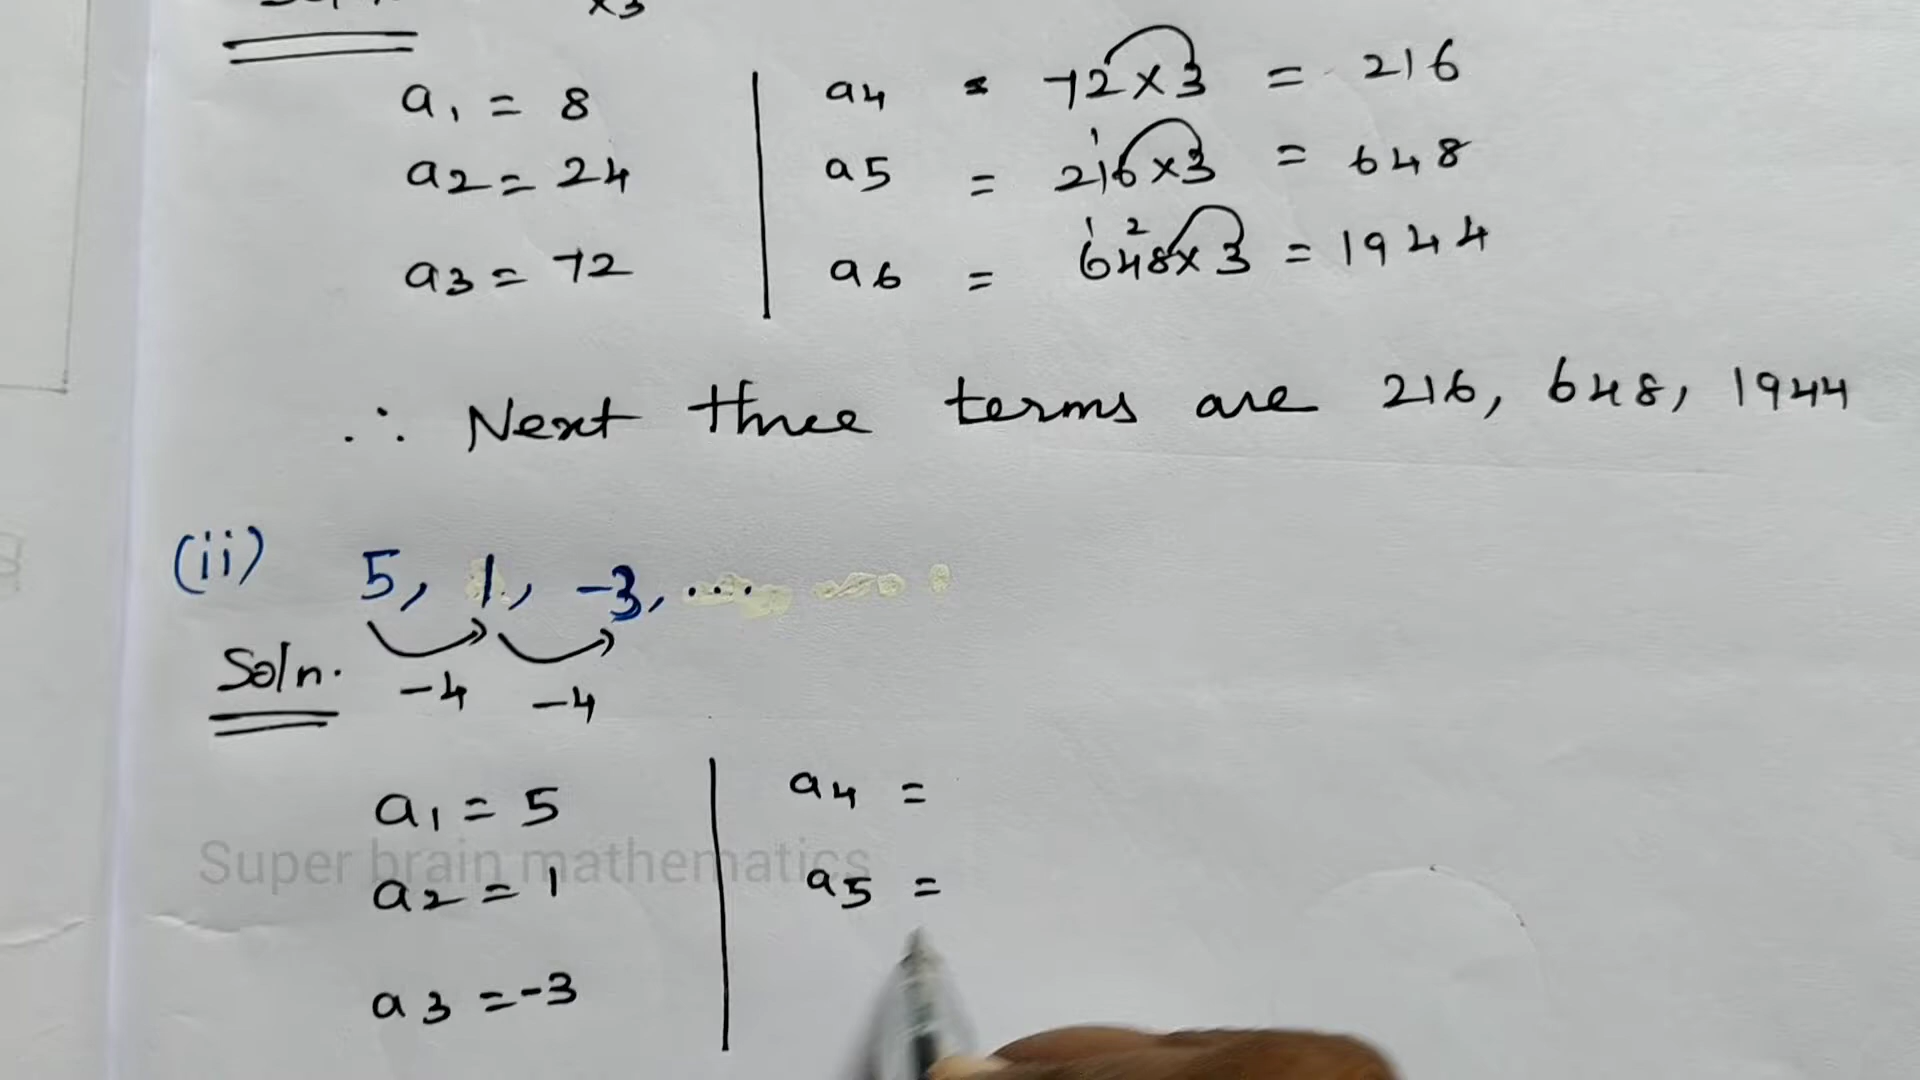 ×3
a1 = 8
a2 = 24
a3 = 72
a4 = 72×3 = 216
a5 = 216×3 = 648
a6 = 648×3 = 1944
∴ Next three terms are 216, 648, 1944
(ii) 5, 1, -3, ...
Soln. -4 -4
a1 = 5
a2 = 1
a3 = -3
a4 =
a5 =
Super brain mathematics